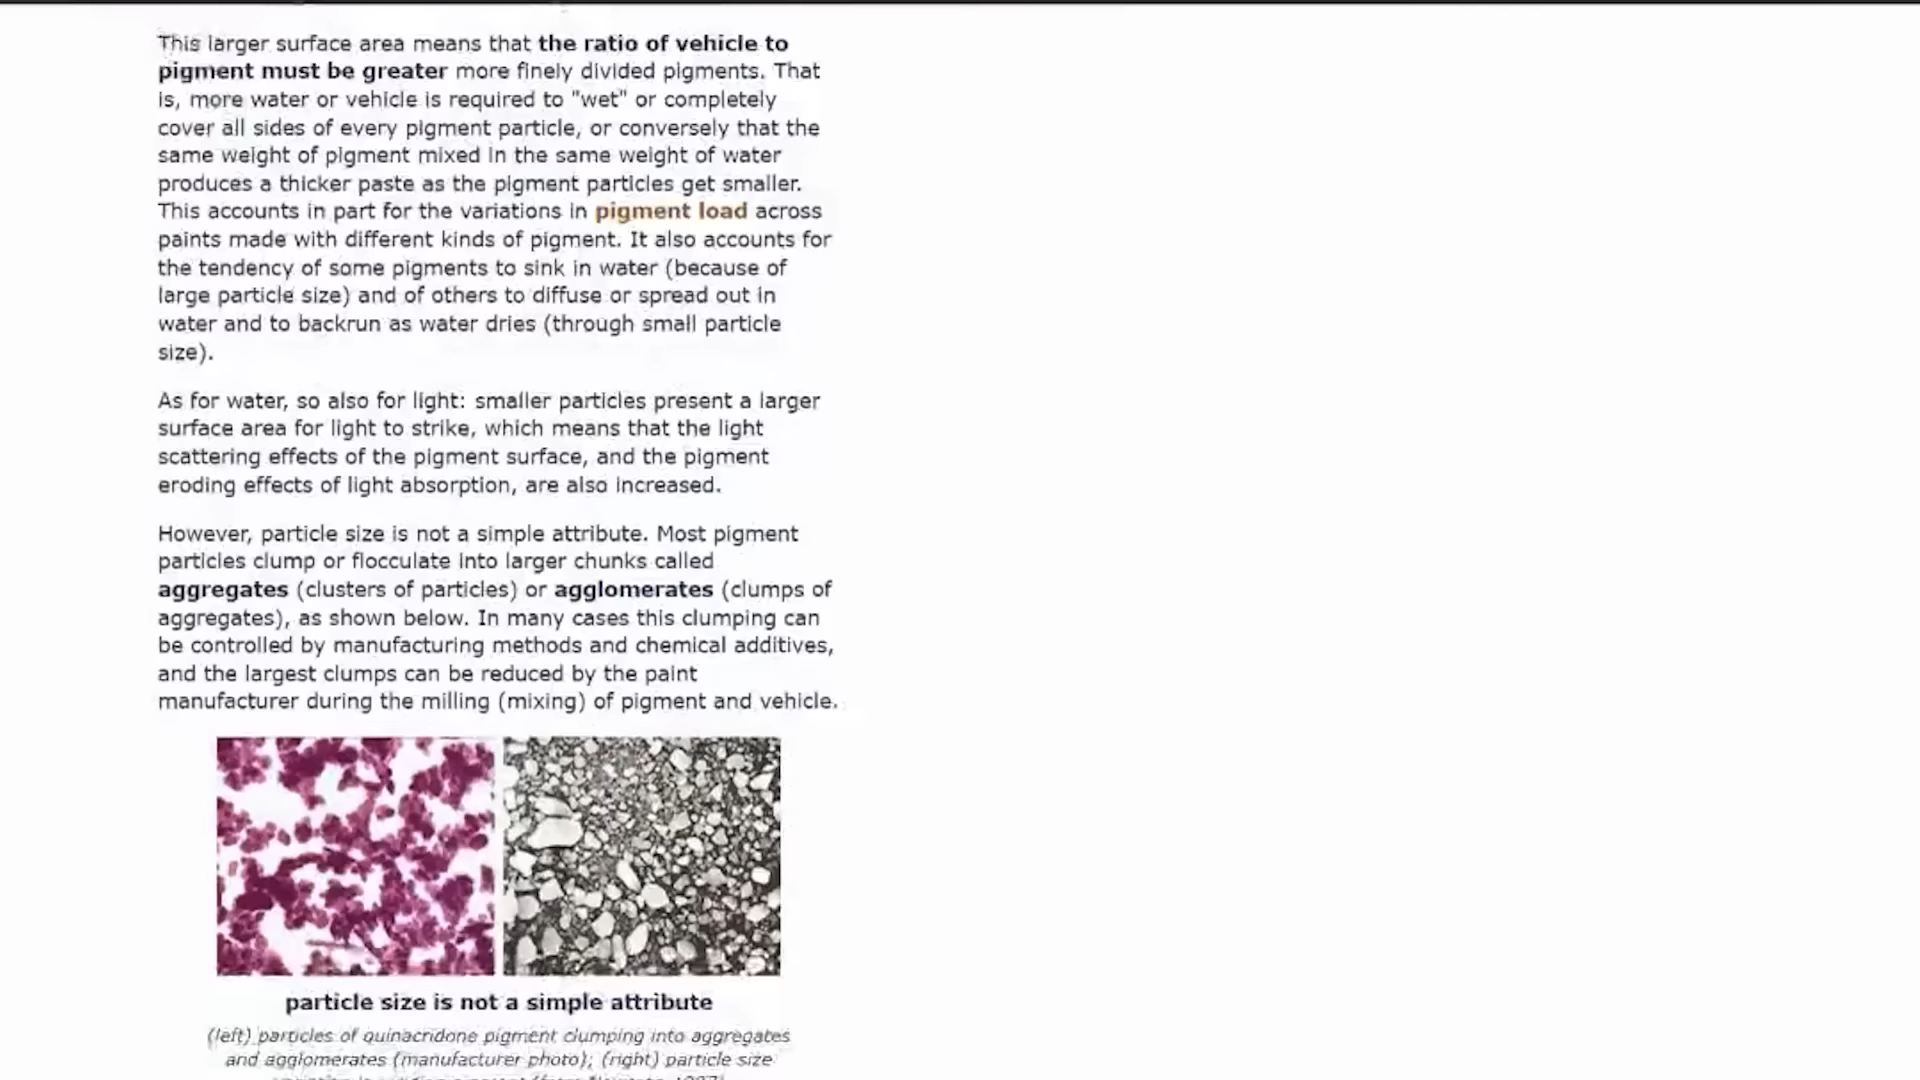 This larger surface area means that the ratio of vehicle to
pigment must be greater more finely divided pigments. That
is, more water or vehicle is required to "wet" or completely
cover all sides of every pigment particle, or conversely that the
same weight of pigment mixed in the same weight of water
produces a thicker paste as the pigment particles get smaller.
This accounts in part for the variations in pigment load across
paints made with different kinds of pigment. It also accounts for
the tendency of some pigments to sink in water (because of
large particle size) and of others to diffuse or spread out in
water and to backrun as water dries (through small particle
size).
As for water, so also for light: smaller particles present a larger
surface area for light to strike, which means that the light
scattering effects of the pigment surface, and the pigment
eroding effects of light absorption, are also increased.
However, particle size is not a simple attribute. Most pigment
particles clump or flocculate into larger chunks called
aggregates (clusters of particles) or agglomerates (clumps of
aggregates), as shown below. In many cases this clumping can
be controlled by manufacturing methods and chemical additives,
and the largest clumps can be reduced by the paint
manufacturer during the milling (mixing) of pigment and vehicle.
particle size is not a simple attribute
(left) particles of quinacridone pigment clumping into aggregates
and agglomerates (manufacturer photo); (right) particle size